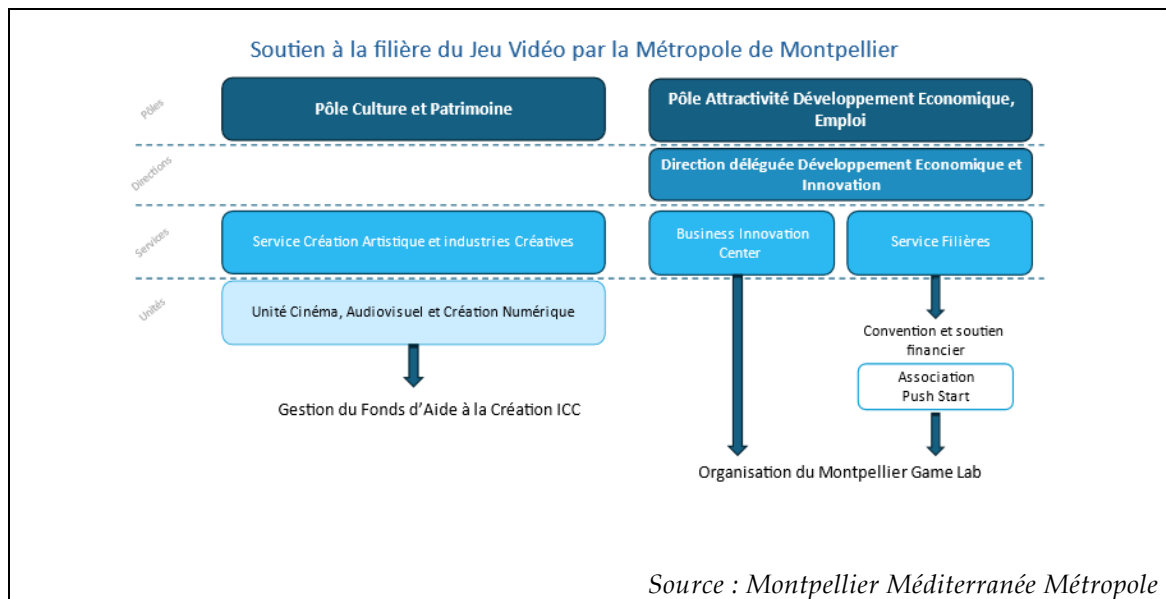 Soutien à la filière du Jeu Vidéo par la Métropole de Montpellier
Pôles
Pôle Culture et Patrimoine
Pôle Attractivité Développement Economique,
Emploi
Directions
Direction déléguée Développement Economique et
Innovation
Services
Service Création Artistique et industries Créatives
Business Innovation
Center
Service Filières
Unités
Unité Cinéma, Audiovisuel et Création Numérique
Convention et soutien
financier
Association
Push Start
Gestion du Fonds d’Aide à la Création ICC
Organisation du Montpellier Game Lab
Source : Montpellier Méditerranée Métropole